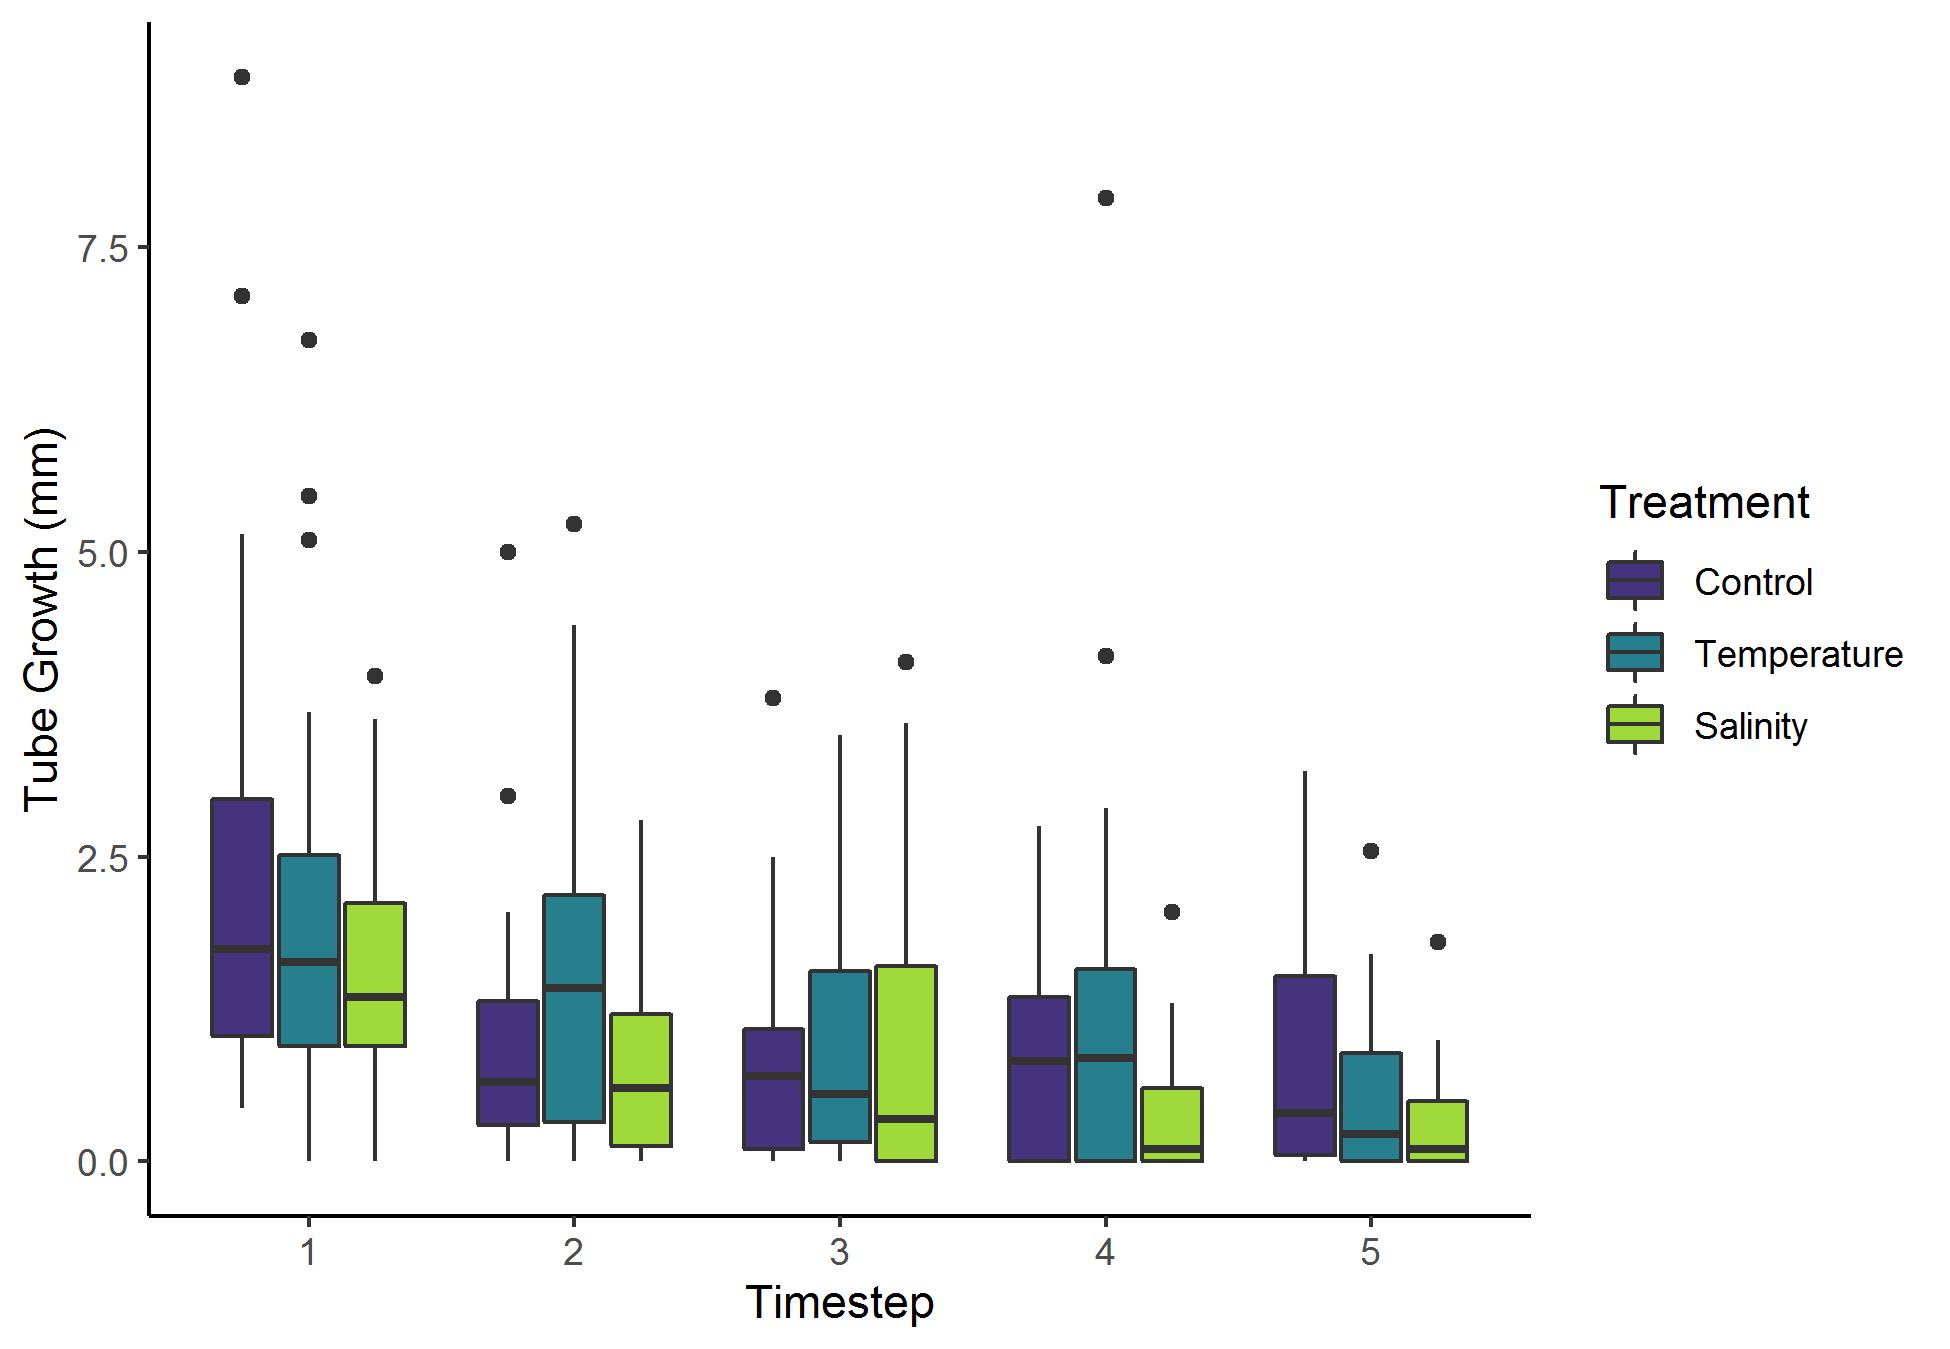 Tube Growth (mm)
7.5
5.0
2.5
0.0
1 2 3 4 5
Timestep
Treatment
Control
Temperature
Salinity